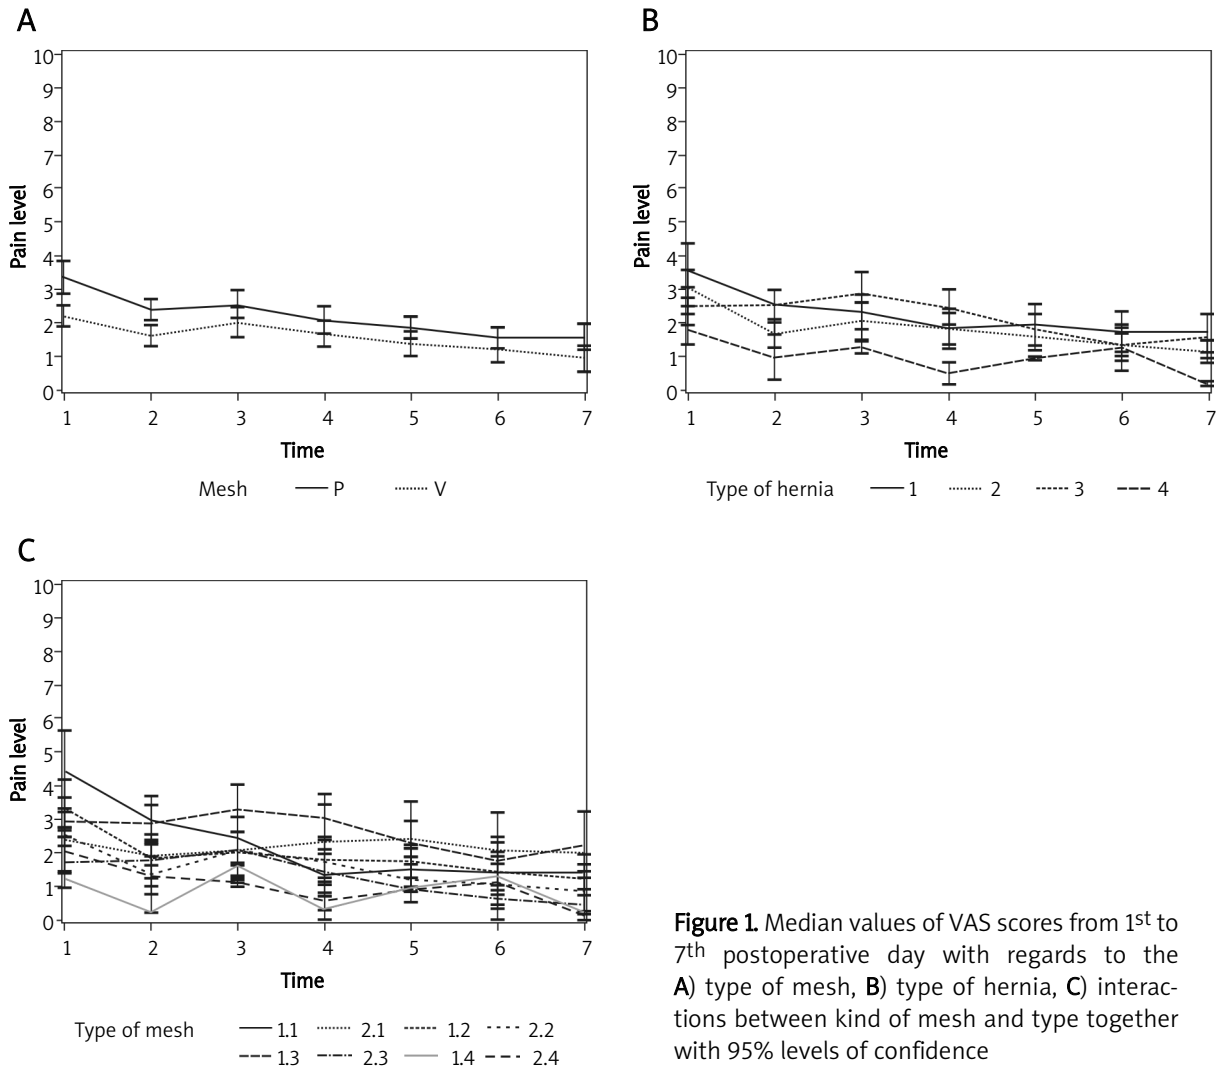 A
10
9
8
7
6
5
4
3
2
1
0
Pain level
1 2 3 4 5 6 7
Time
Mesh P V
B
10
9
8
7
6
5
4
3
2
1
0
Pain level
1 2 3 4 5 6 7
Time
Type of hernia 1 2 3 4
C
10
9
8
7
6
5
4
3
2
1
0
Pain level
1 2 3 4 5 6 7
Time
Type of mesh 1.1 2.1 1.2 2.2
1.3 2.3 1.4 2.4
Figure 1. Median values of VAS scores from 1st to
7th postoperative day with regards to the
A) type of mesh, B) type of hernia, C) interac-
tions between kind of mesh and type together
with 95% levels of confidence